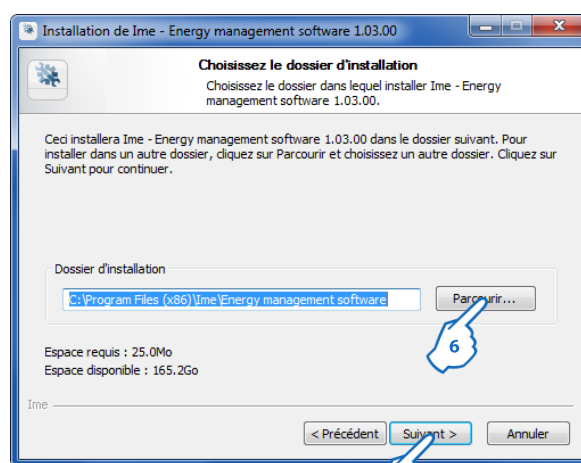 Installation de Ime - Energy management software 1.03.00
Choisissez le dossier d'installation
Choisissez le dossier dans lequel installer Ime - Energy
management software 1.03.00.
Ceci installera Ime - Energy management software 1.03.00 dans le dossier suivant. Pour
installer dans un autre dossier, cliquez sur Parcourir et choisissez un autre dossier. Cliquez sur
Suivant pour continuer.
Dossier d'installation
C:\Program Files (x86)\Ime\Energy management software
Parcourir...
6
Espace requis : 25.0Mo
Espace disponible : 165.2Go
Ime
< Précédent
Suivant >
Annuler